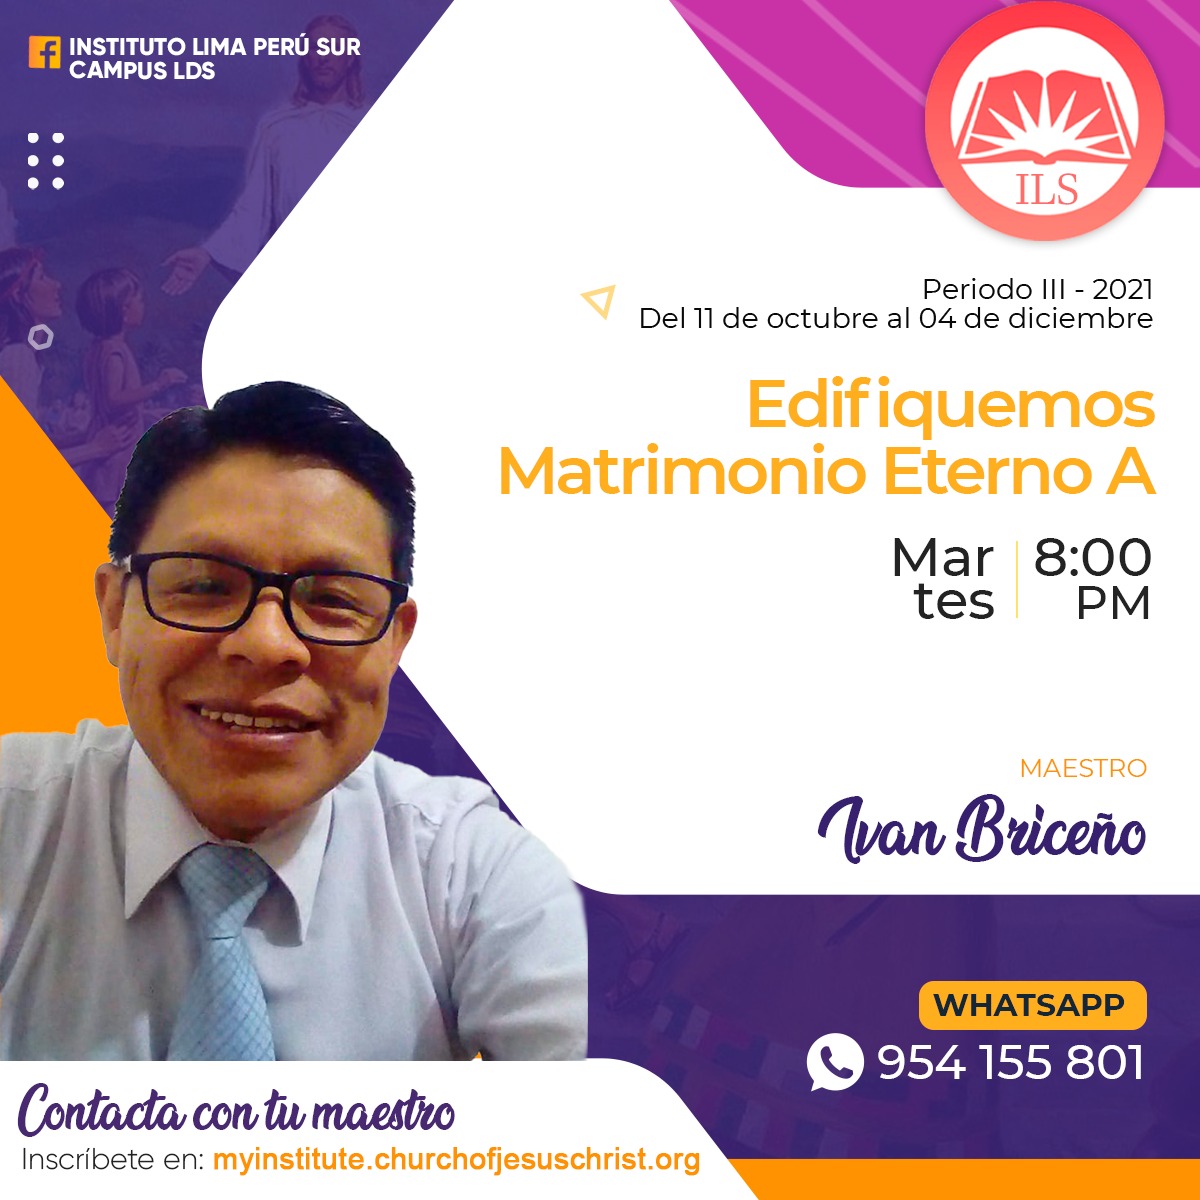 INSTITUTO LIMA PERÚ SUR
CAMPUS LDS
ILS
Periodo III - 2021
Del 11 de octubre al 04 de diciembre
Edifiquemos
Matrimonio Eterno A
Mar
tes
8:00
PM
MAESTRO
Ivan Briceño
WHATSAPP
954 155 801
Contacta con tu maestro
Inscríbete en: myinstitute.churchofjesuschrist.org